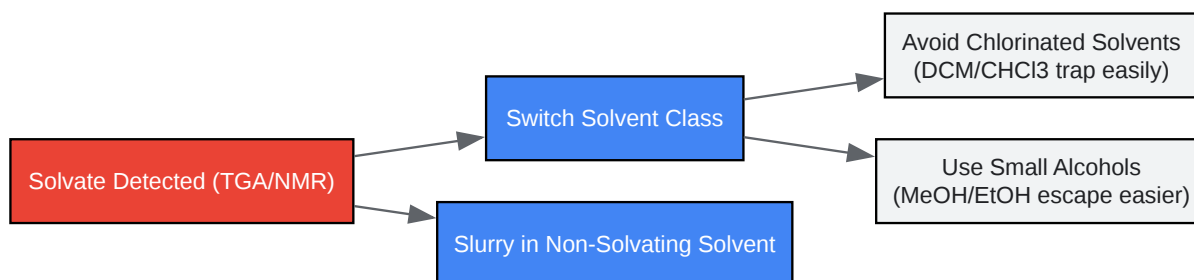 Solvate Detected (TGA/NMR)
Switch Solvent Class
Slurry in Non-Solvating Solvent
Avoid Chlorinated Solvents
(DCM/CHCl3 trap easily)
Use Small Alcohols
(MeOH/EtOH escape easier)